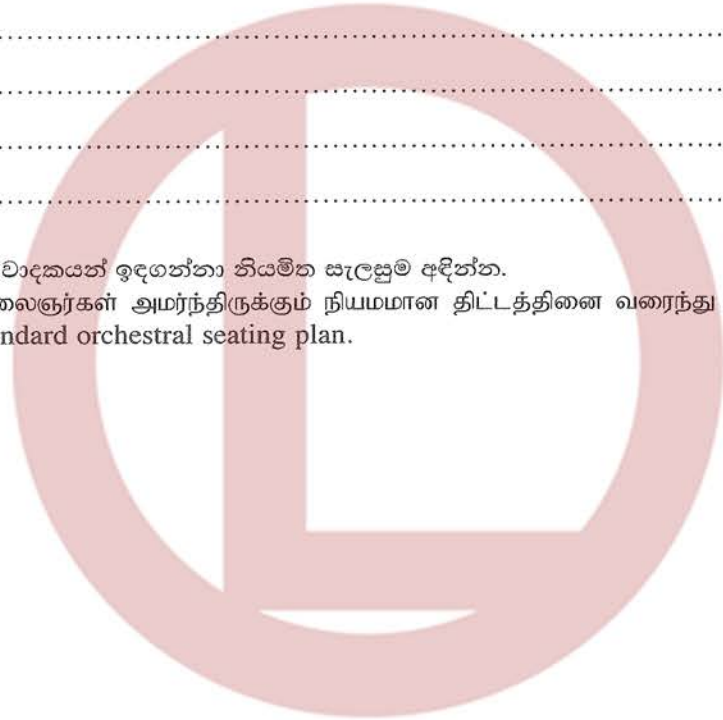 වාදකයන් ඉඳගන්නා නියමිත සැලසුම අඳින්න.
லைஞர்கள் அமர்ந்திருக்கும் நியமமான திட்டத்தினை வரைந்து
ndard orchestral seating plan.